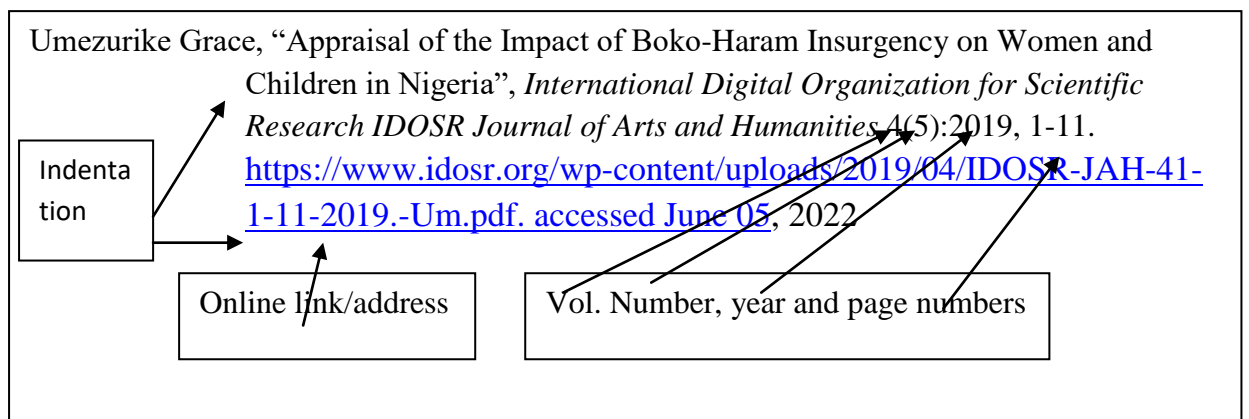 Umezurike Grace, “Appraisal of the Impact of Boko-Haram Insurgency on Women and
Children in Nigeria”, International Digital Organization for Scientific
Research IDOSR Journal of Arts and Humanities 4(5):2019, 1-11.
https://www.idosr.org/wp-content/uploads/2019/04/IDOSR-JAH-41-
1-11-2019.-Um.pdf. accessed June 05, 2022
Indenta
tion
Online link/address
Vol. Number, year and page numbers